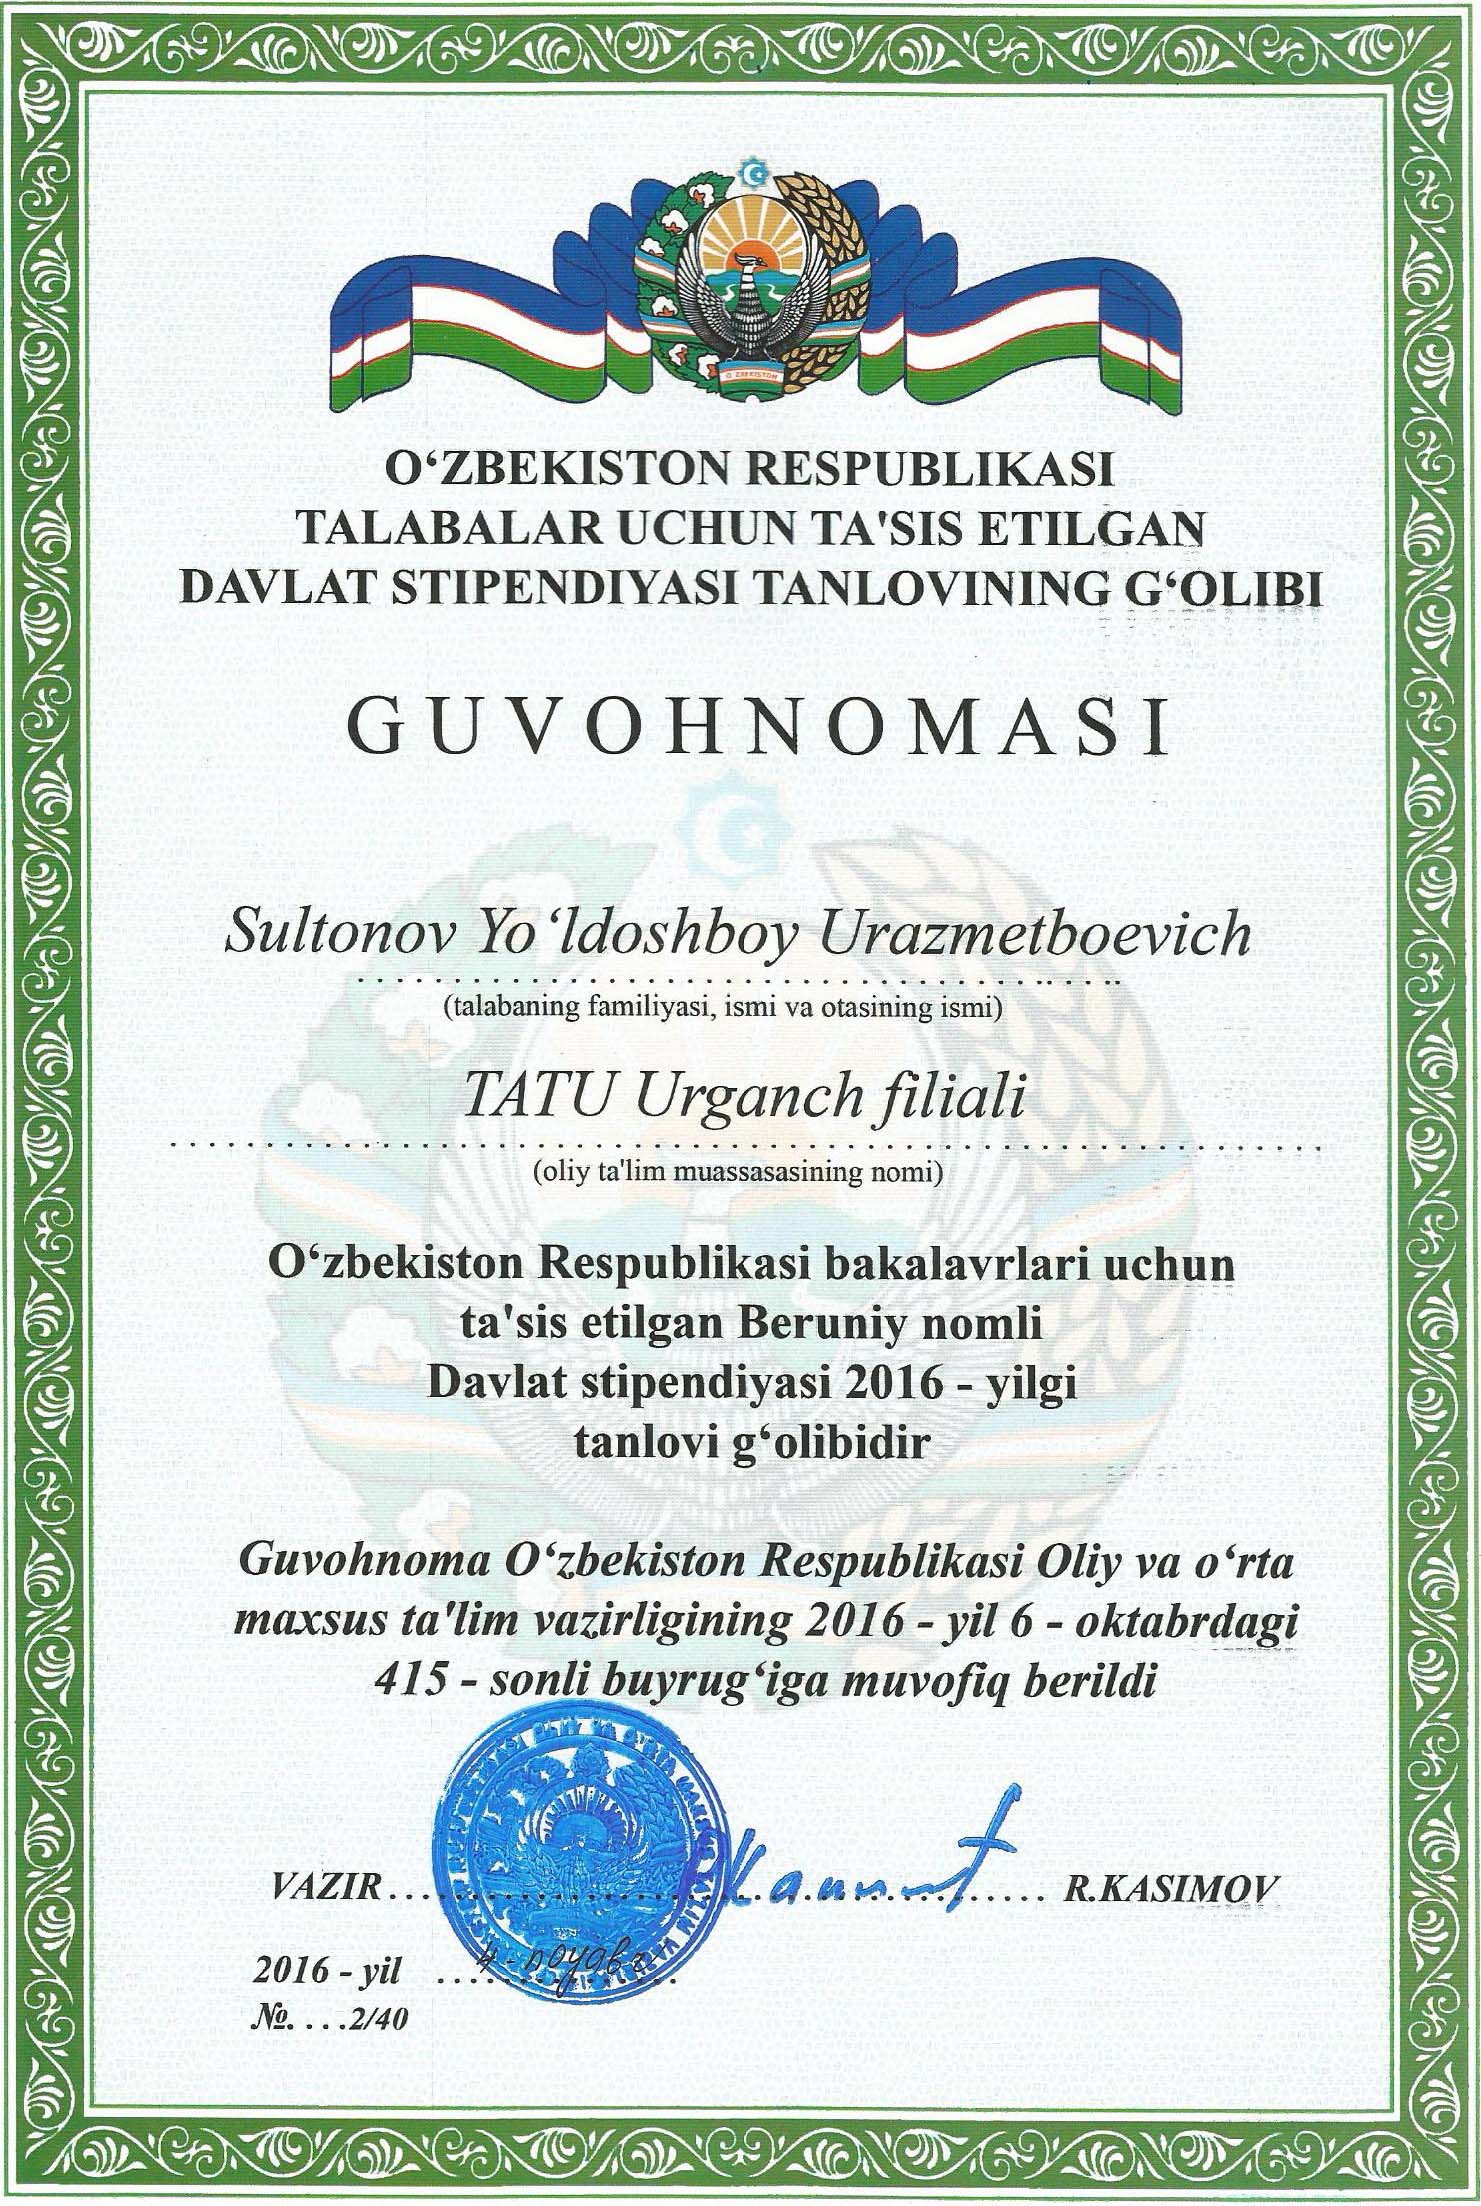 O'ZBEKISTON
O‘ZBEKISTON RESPUBLIKASI
TALABALAR UCHUN TA'SIS ETILGAN
DAVLAT STIPENDIYASI TANLOVINING G‘OLIBI
GUVOHNOMASI
Sultonov Yo‘ldoshboy Urazmetboevich
(talabaning familiyasi, ismi va otasining ismi)
TATU Urganch filiali
(oliy ta'lim muassasasining nomi)
O‘zbekiston Respublikasi bakalavrlari uchun
ta'sis etilgan Beruniy nomli
Davlat stipendiyasi 2016 - yilgi
tanlovi g‘olibidir
Guvohnoma O‘zbekiston Respublikasi Oliy va o‘rta
maxsus ta'lim vazirligining 2016 - yil 6 - oktabrdagi
415 - sonli buyrug‘iga muvofiq berildi
VAZIR R.KASIMOV
2016 - yil 4 -
№. . . .2/40